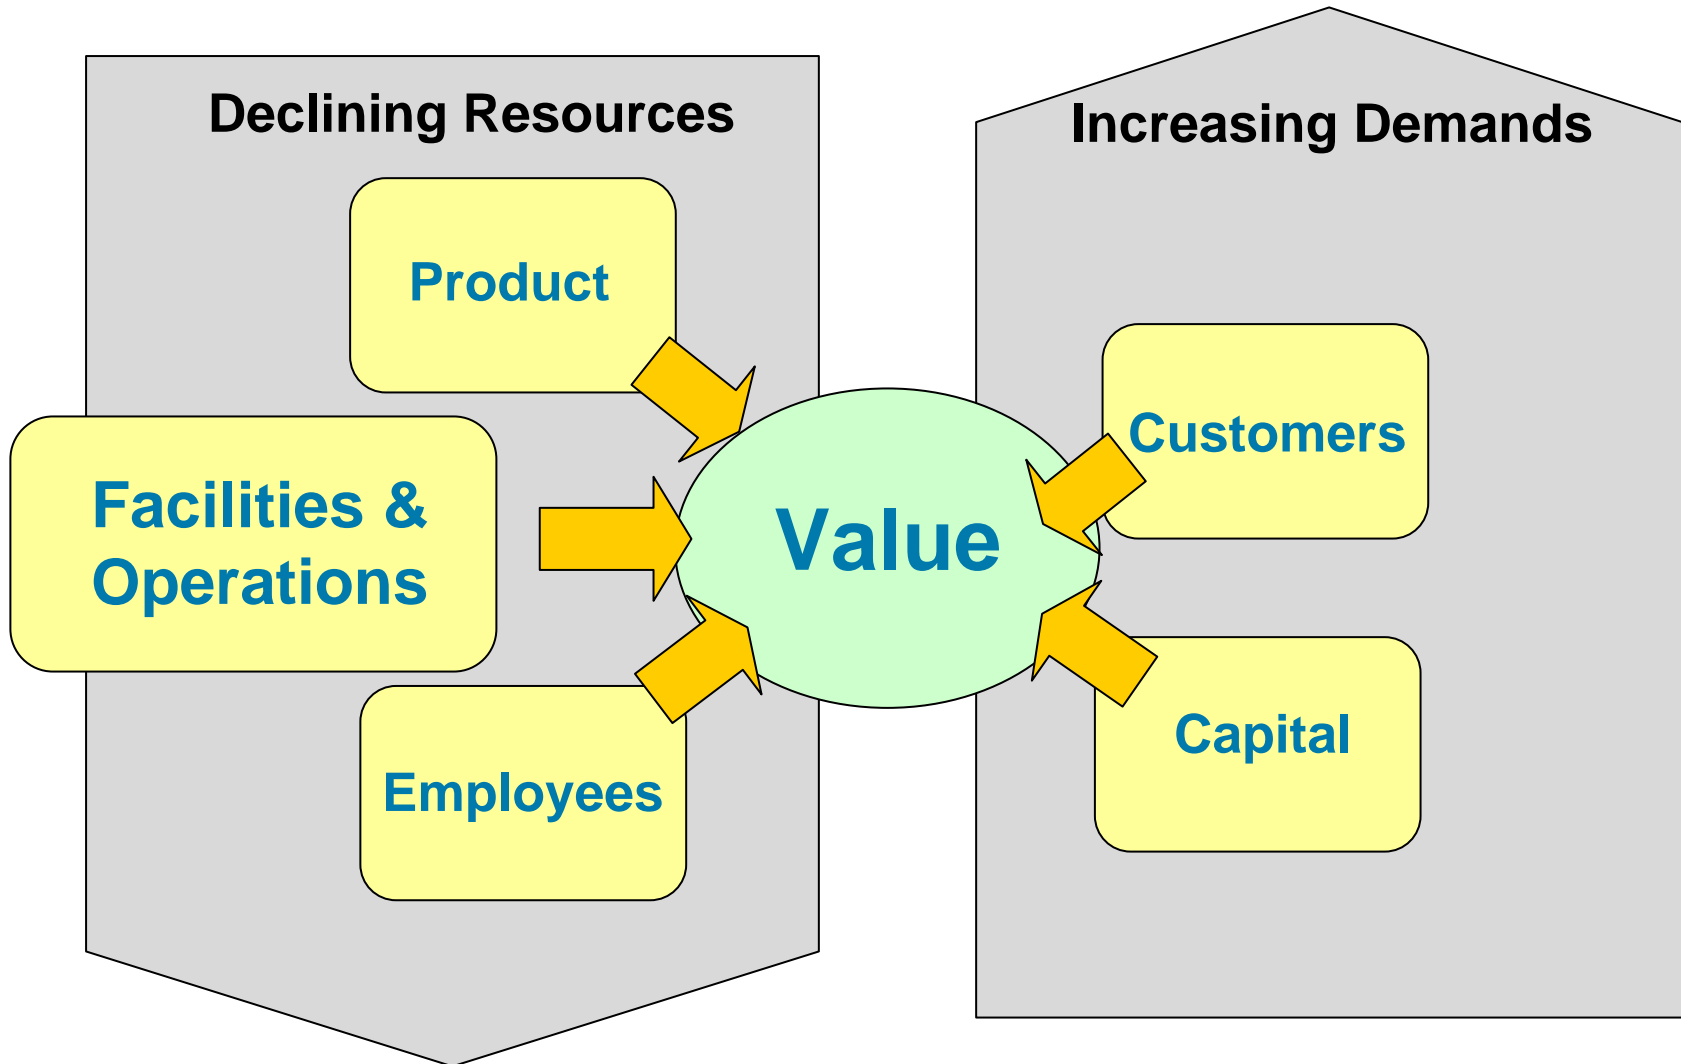 Declining Resources
Product
Facilities &
Operations
Employees
Value
Increasing Demands
Customers
Capital